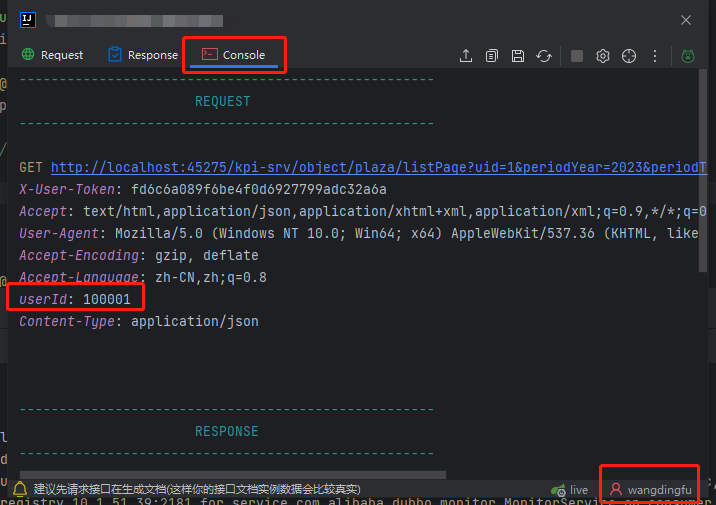 IJ
Request
Response
Console
----------------------------------------------------
REQUEST
----------------------------------------------------
GET http://localhost:45275/kpi-srv/object/plaza/listPage?uid=1&periodYear=2023&periodT
X-User-Token: fd6c6a089f6be4f0d6927799adc32a6a
Accept: text/html,application/json,application/xhtml+xml,application/xml;q=0.9,*/*;q=0
User-Agent: Mozilla/5.0 (Windows NT 10.0; Win64; x64) AppleWebKit/537.36 (KHTML, like
Accept-Encoding: gzip, deflate
Accept-Language: zh-CN,zh;q=0.8
userId: 100001
Content-Type: application/json
----------------------------------------------------
RESPONSE
----------------------------------------------------
建议先请求接口在生成文档(这样你的接口文档实例数据会比较真实)
live
wangdingfu
registry 10.1.51.39:2181 for service com.alibaba.dubbo.monitor.MonitorService on consumer